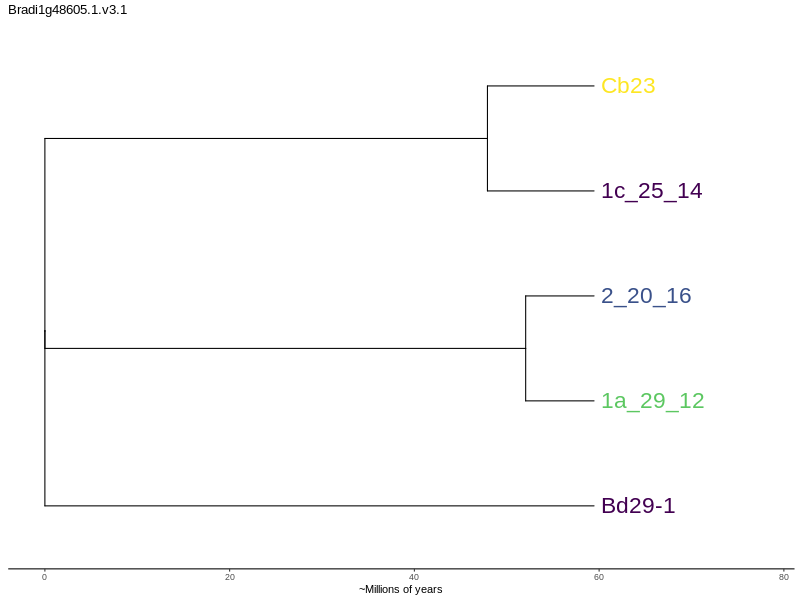 Bradi1g48605.1.v3.1
Cb23
1c_25_14
2_20_16
1a_29_12
Bd29-1
0 20 40 60 80
~Millions of years